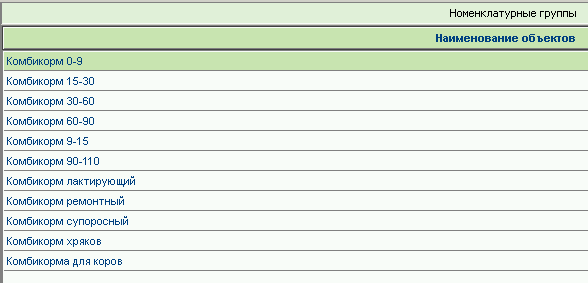 Номенклатурные группы
Наименование объектов
Комбикорм 0-9
Комбикорм 15-30
Комбикорм 30-60
Комбикорм 60-90
Комбикорм 9-15
Комбикорм 90-110
Комбикорм лактирующий
Комбикорм ремонтный
Комбикорм супоросный
Комбикорм хряков
Комбикорма для коров